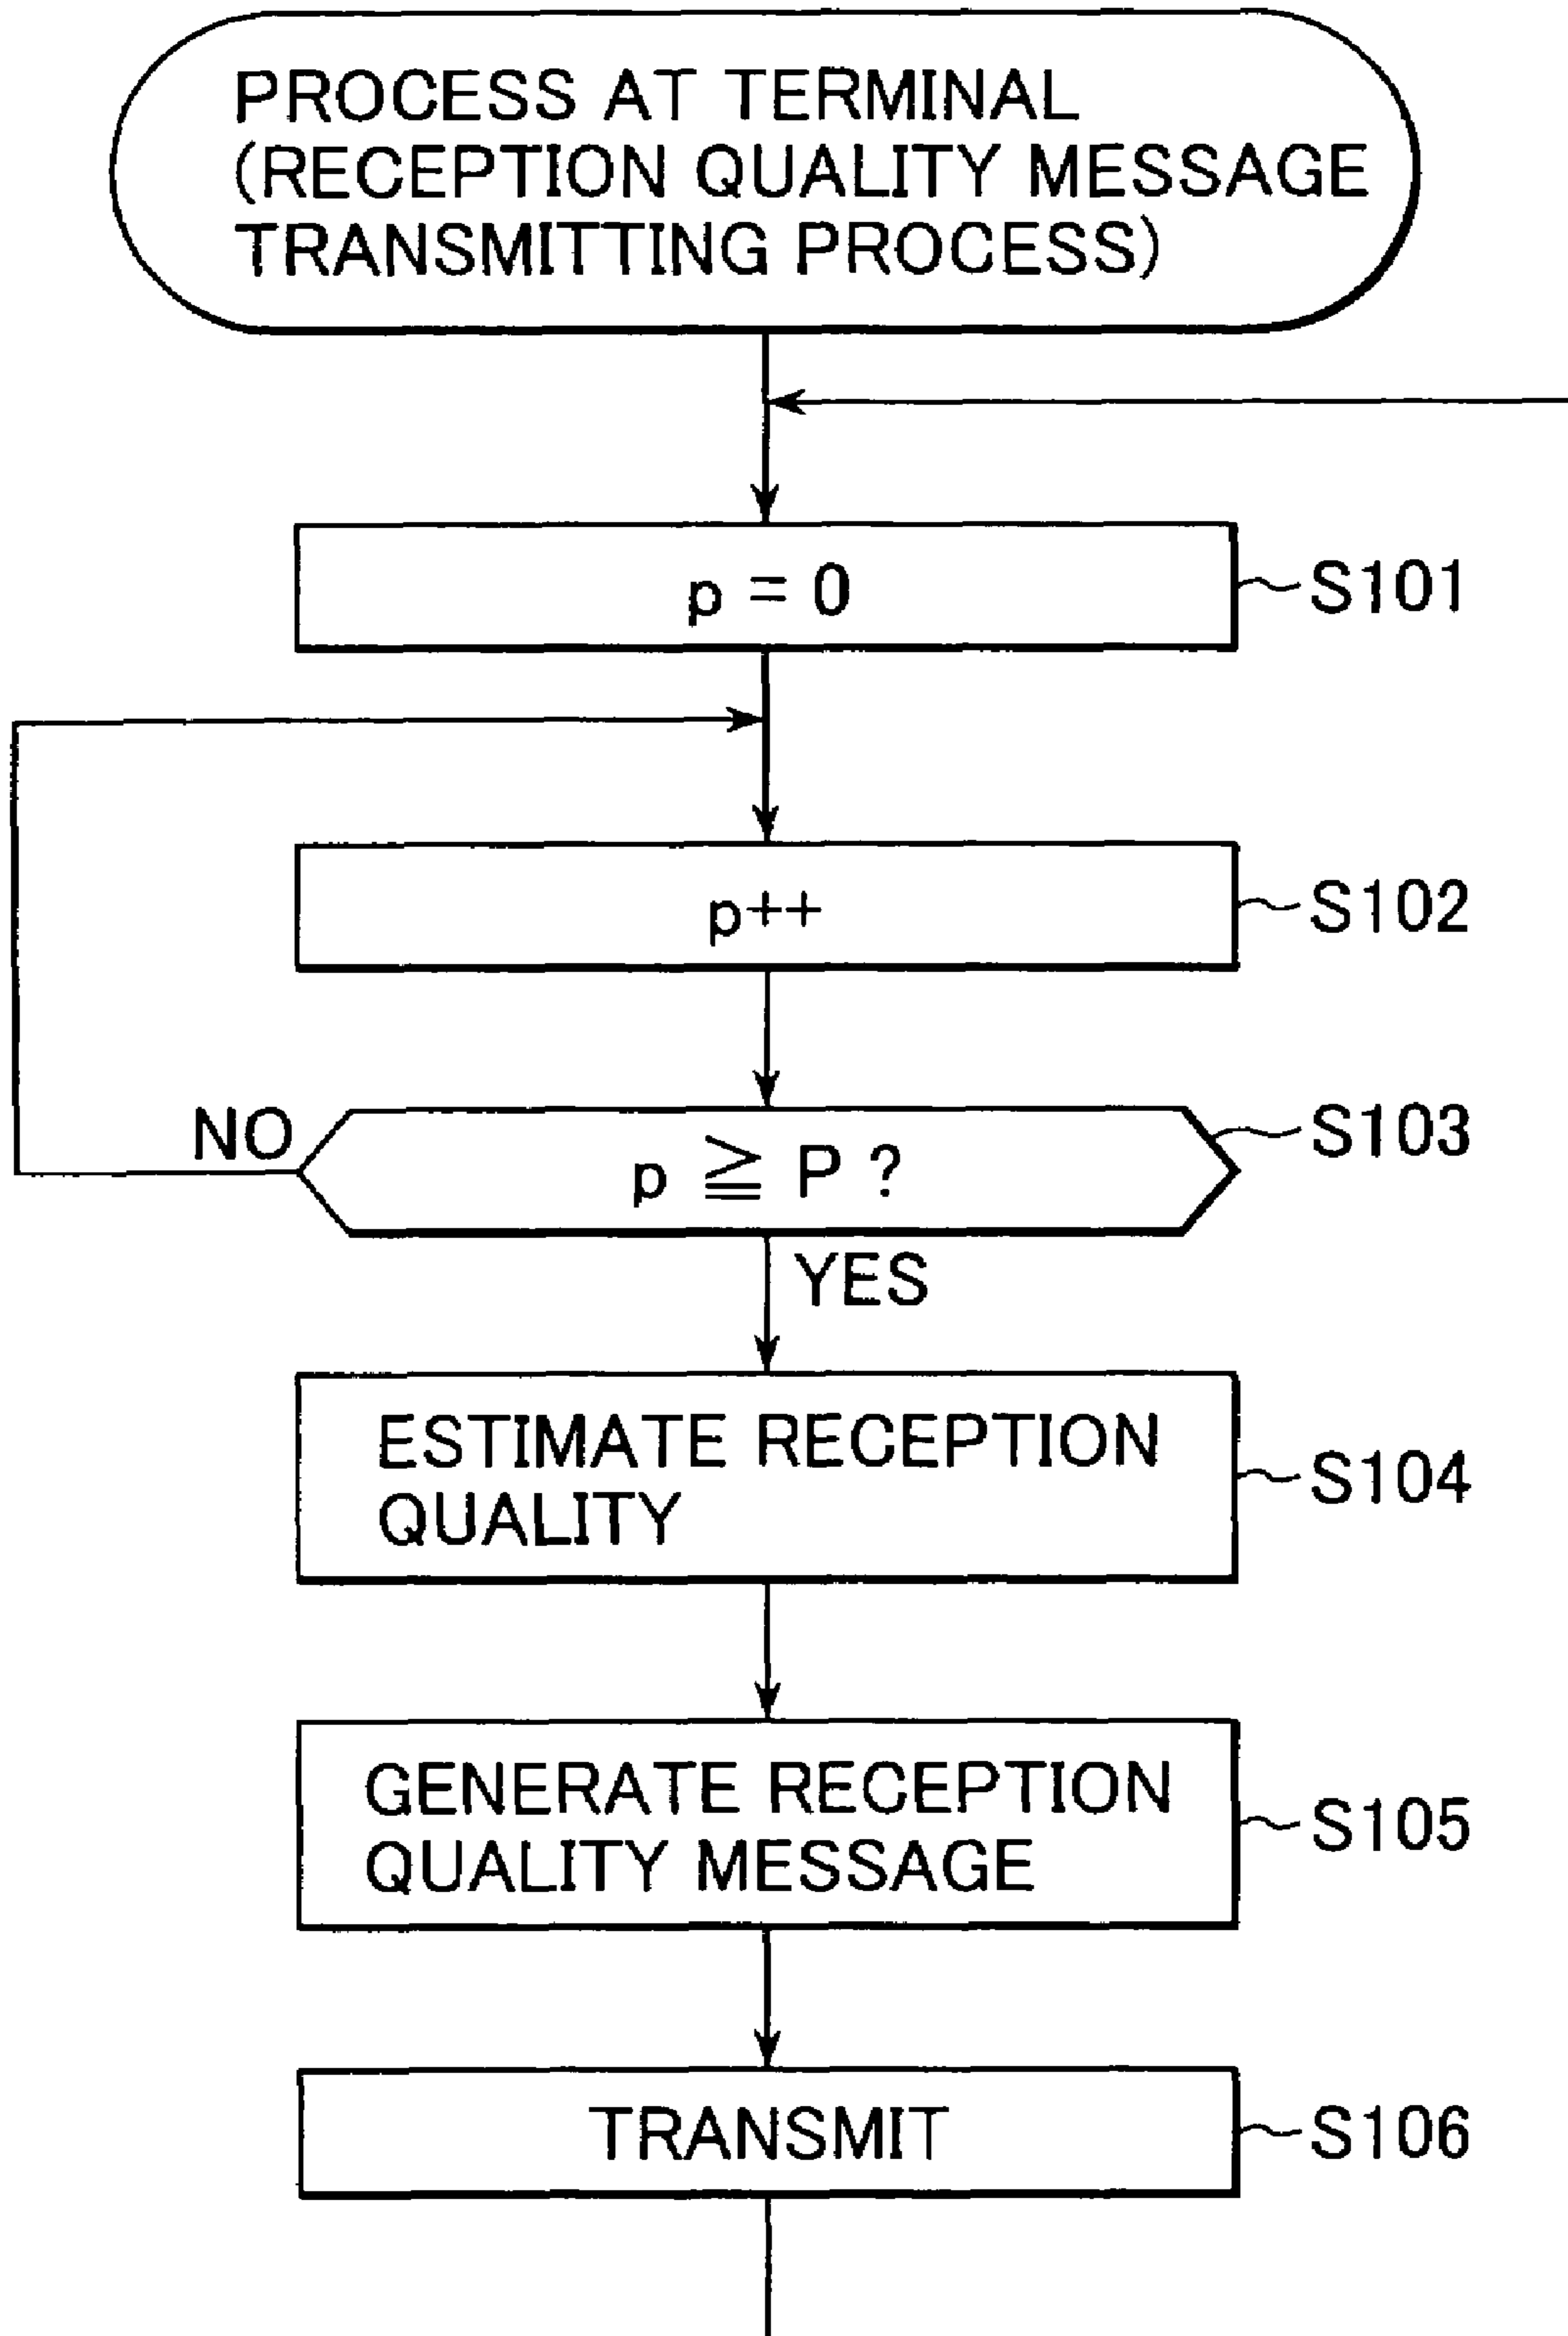 PROCESS AT TERMINAL
(RECEPTION QUALITY MESSAGE
TRANSMITTING PROCESS)
p = 0
S101
p++
S102
NO
p ≧ P ?
S103
YES
ESTIMATE RECEPTION
QUALITY
S104
GENERATE RECEPTION
QUALITY MESSAGE
S105
TRANSMIT
S106